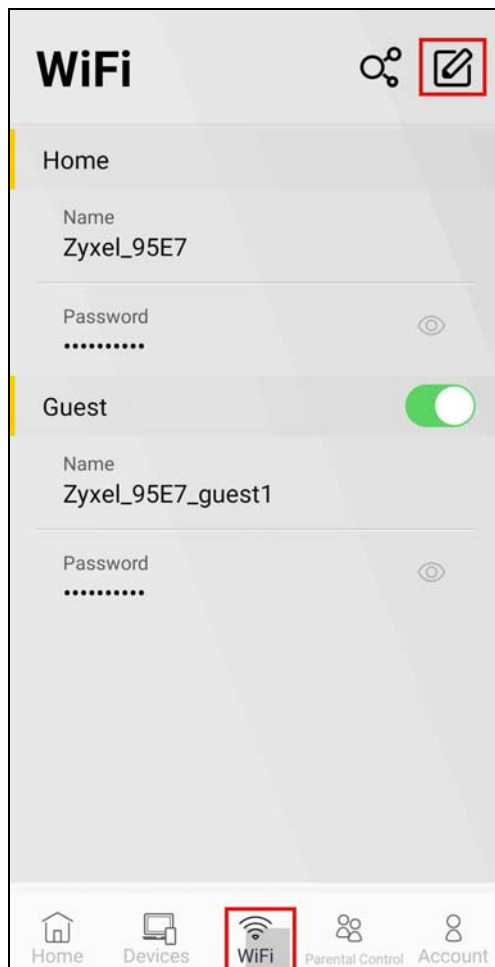 WiFi
Home
Name
Zyxel_95E7
Password
••••••••••
Guest
Name
Zyxel_95E7_guest1
Password
••••••••••
Home Devices WiFi Parental Control Account